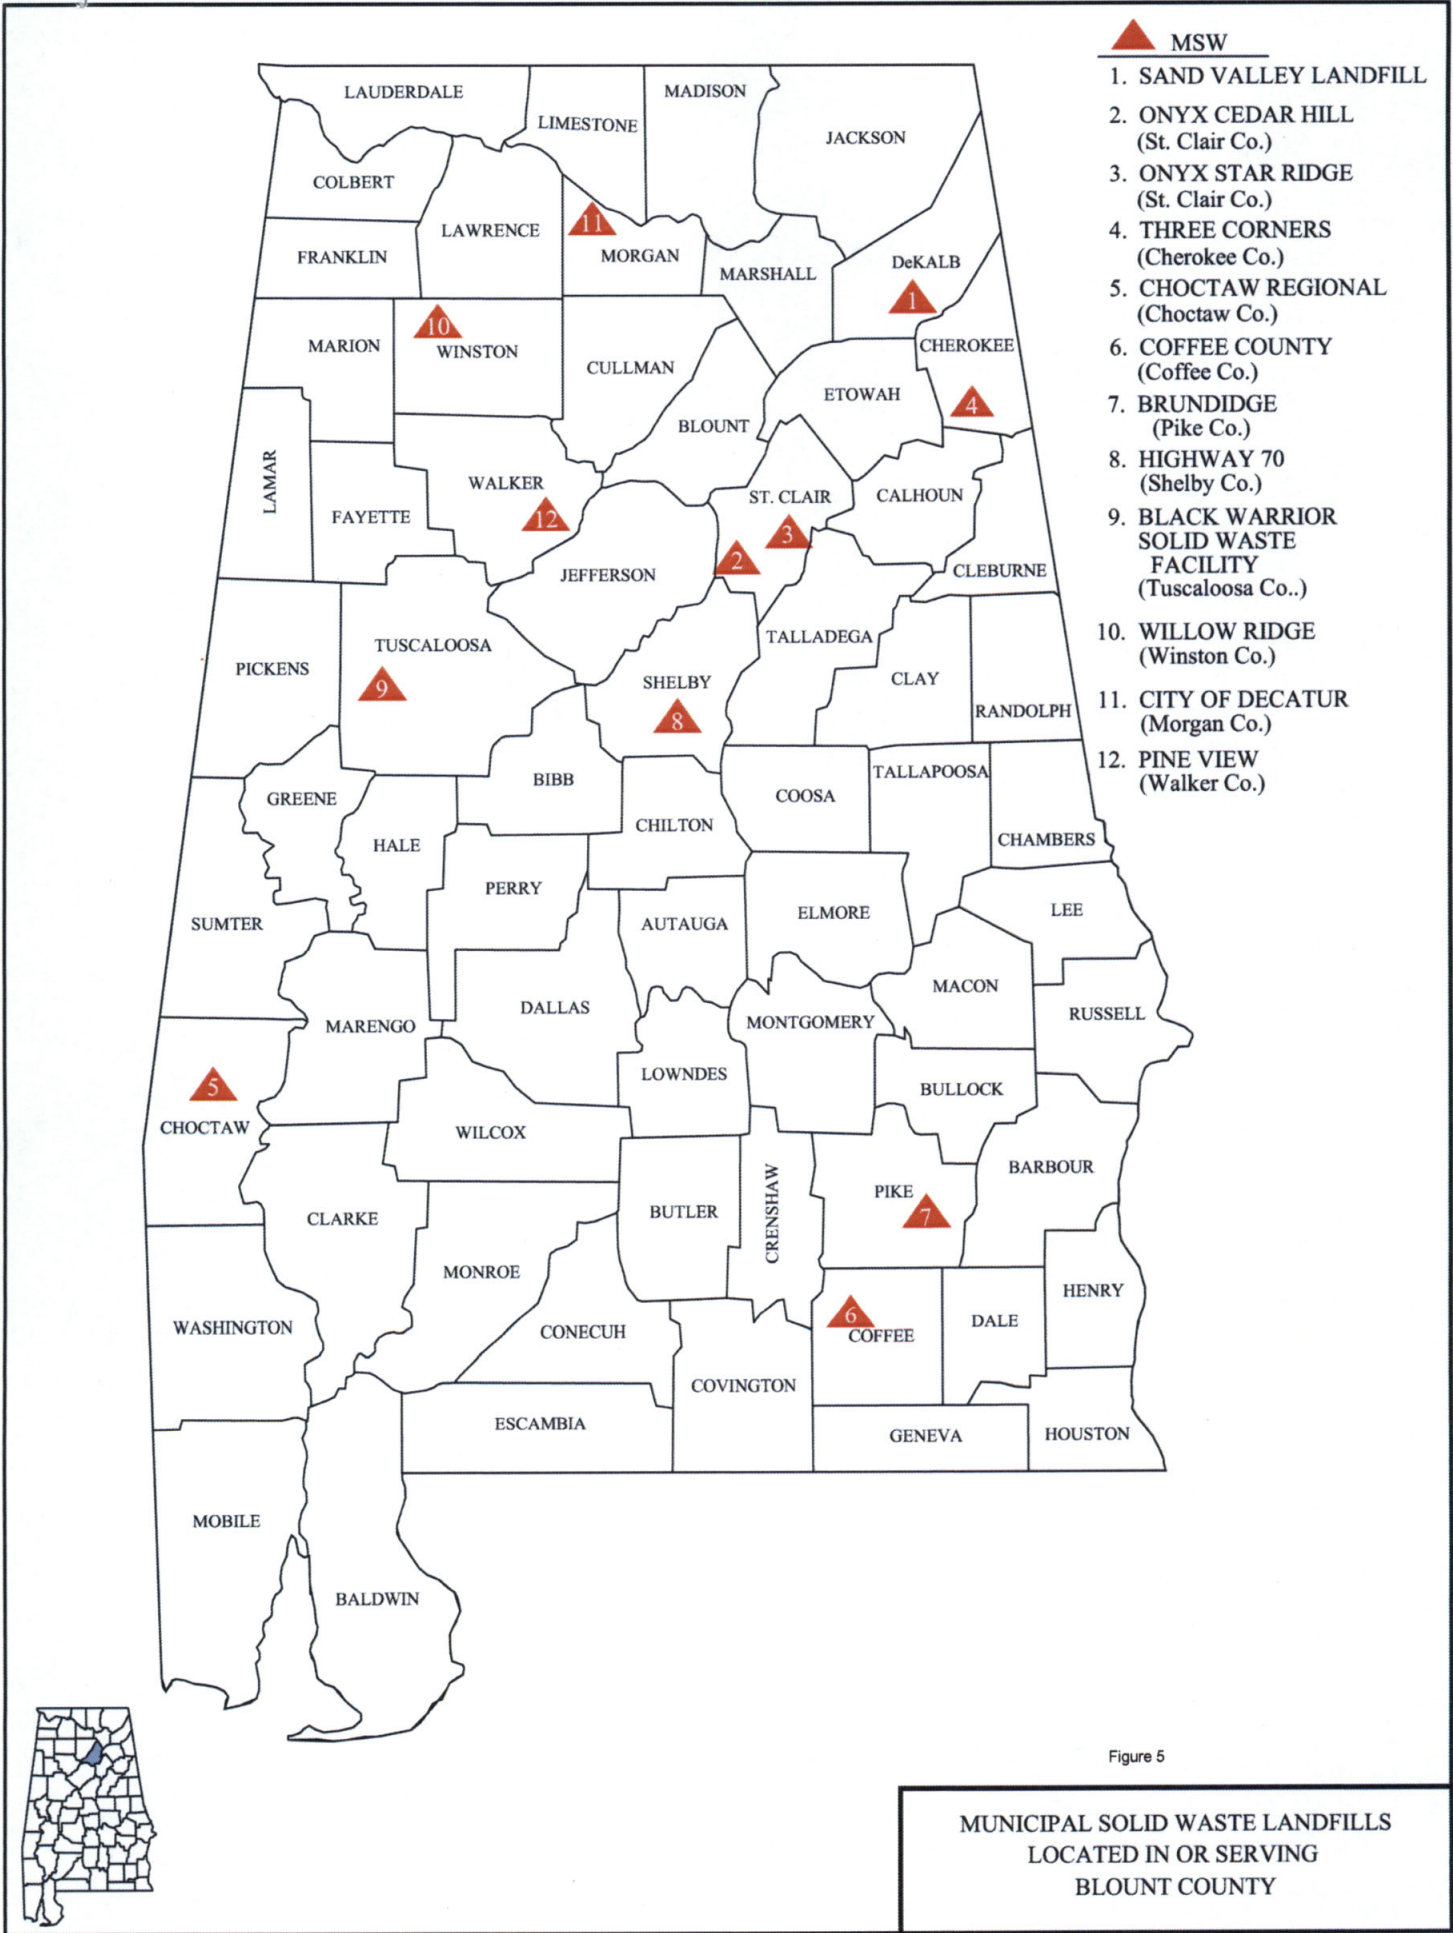 MSW
1. SAND VALLEY LANDFILL
2. ONYX CEDAR HILL
(St. Clair Co.)
3. ONYX STAR RIDGE
(St. Clair Co.)
4. THREE CORNERS
(Cherokee Co.)
5. CHOCTAW REGIONAL
(Choctaw Co.)
6. COFFEE COUNTY
(Coffee Co.)
7. BRUNDIDGE
(Pike Co.)
8. HIGHWAY 70
(Shelby Co.)
9. BLACK WARRIOR
SOLID WASTE
FACILITY
(Tuscaloosa Co..)
10. WILLOW RIDGE
(Winston Co.)
11. CITY OF DECATUR
(Morgan Co.)
12. PINE VIEW
(Walker Co.)
LAUDERDALE
LIMESTONE
MADISON
JACKSON
COLBERT
LAWRENCE
11
FRANKLIN
MORGAN
MARSHALL
DeKALB
1
10
MARION
WINSTON
CULLMAN
CHEROKEE
ETOWAH
4
BLOUNT
LAMAR
WALKER
ST. CLAIR
CALHOUN
FAYETTE
12
3
2
JEFFERSON
CLEBURNE
TUSCALOOSA
TALLADEGA
PICKENS
9
SHELBY
CLAY
8
RANDOLPH
BIBB
TALLAPOOSA
GREENE
COOSA
CHILTON
HALE
CHAMBERS
PERRY
SUMTER
AUTAUGA
ELMORE
LEE
MACON
DALLAS
MARENGO
MONTGOMERY
RUSSELL
5
LOWNDES
BULLOCK
CHOCTAW
WILCOX
BARBOUR
PIKE
7
CLARKE
BUTLER
CRENSHAW
MONROE
HENRY
WASHINGTON
CONECUH
6
COFFEE
DALE
COVINGTON
ESCAMBIA
GENEVA
HOUSTON
MOBILE
BALDWIN
Figure 5
MUNICIPAL SOLID WASTE LANDFILLS
LOCATED IN OR SERVING
BLOUNT COUNTY